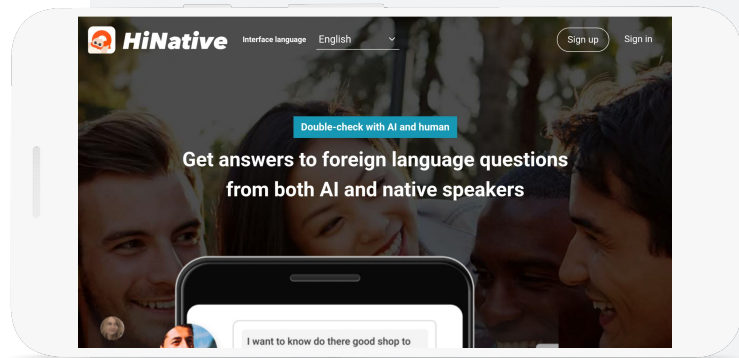 HiNative
Interface language
English
Sign up
Sign in
Double-check with AI and human
Get answers to foreign language questions
from both AI and native speakers
I want to know do there good shop to